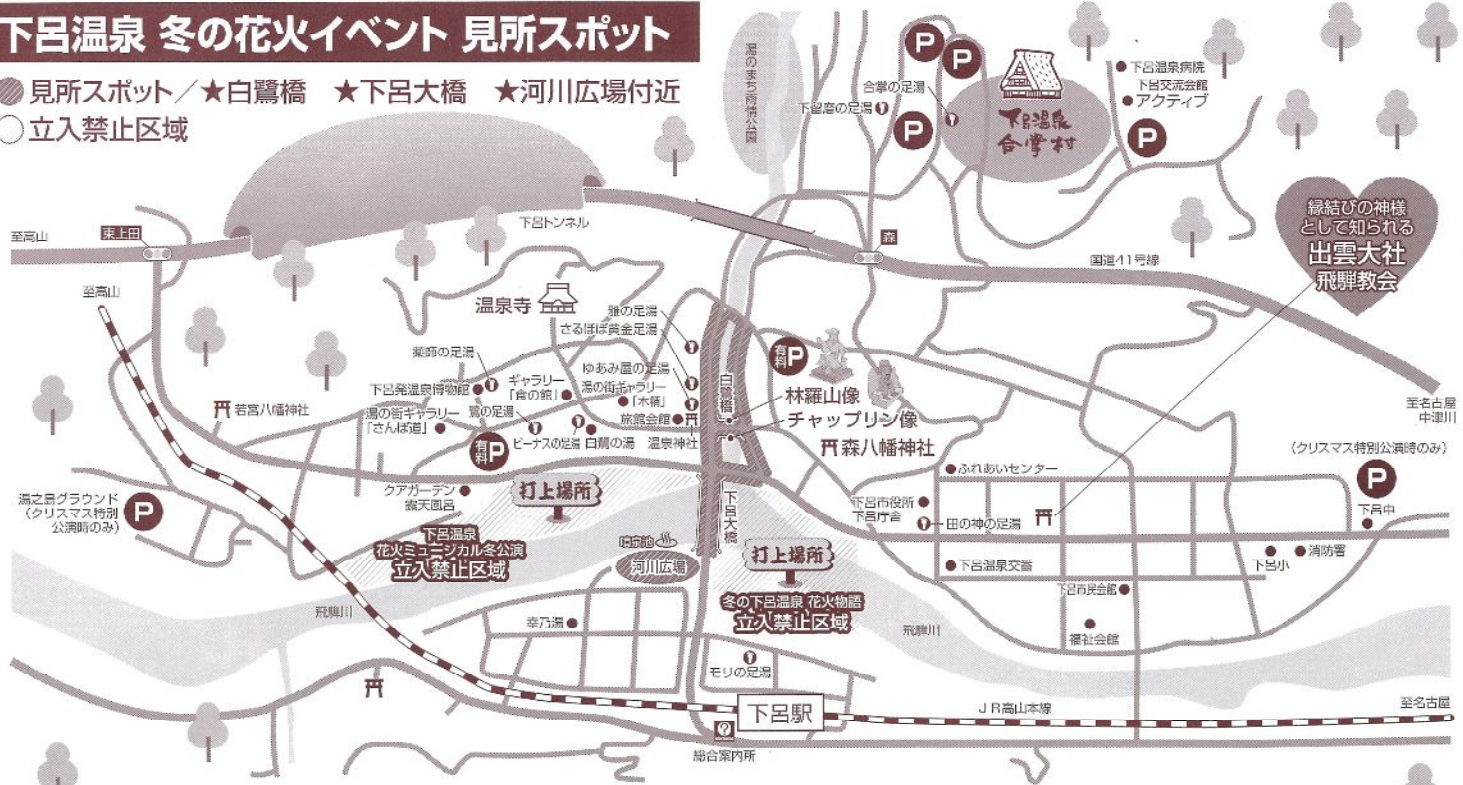 下呂温泉 冬の花火イベント 見所スポット
見所スポット／★白鷺橋 ★下呂大橋 ★河川広場付近
立入禁止区域
湯のまち雨情公園
P
P
合掌の足湯
下留磨の足湯
P
下呂温泉
合掌村
下呂温泉病院
下呂交流会館
アクティブ
P
縁結びの神様
として知られる
出雲大社
飛騨教会
至高山
東上田
下呂トンネル
森
国道41号線
至高山
温泉寺
雅の足湯
さるぼぼ黄金足湯
薬師の足湯
ゆあみ屋の足湯
有料P
下呂発温泉博物館
ギャラリー
「食の館」
湯の街ギャラリー
「木精」
白鷺橋
林羅山像
チャップリン像
至名古屋
中津川
若宮八幡神社
湯の街ギャラリー
「さんぽ道」
鷺の足湯
旅館会館
温泉神社
森八幡神社
有料P
ビーナスの足湯
白鷺の湯
(クリスマス特別公演時のみ)
P
下呂中
ふれあいセンター
湯之島グラウンド
(クリスマス特別
公演時のみ)
P
クアガーデン
露天風呂
打上場所
下呂大橋
下呂市役所
下呂庁舎
田の神の足湯
下呂温泉
花火ミュージカル冬公演
立入禁止区域
噴泉池
河川広場
打上場所
下呂温泉交番
下呂小
消防署
冬の下呂温泉 花火物語
立入禁止区域
下呂市民会館
飛騨川
幸乃湯
飛騨川
福祉会館
モリの足湯
下呂駅
JR高山本線
至名古屋
?
総合案内所